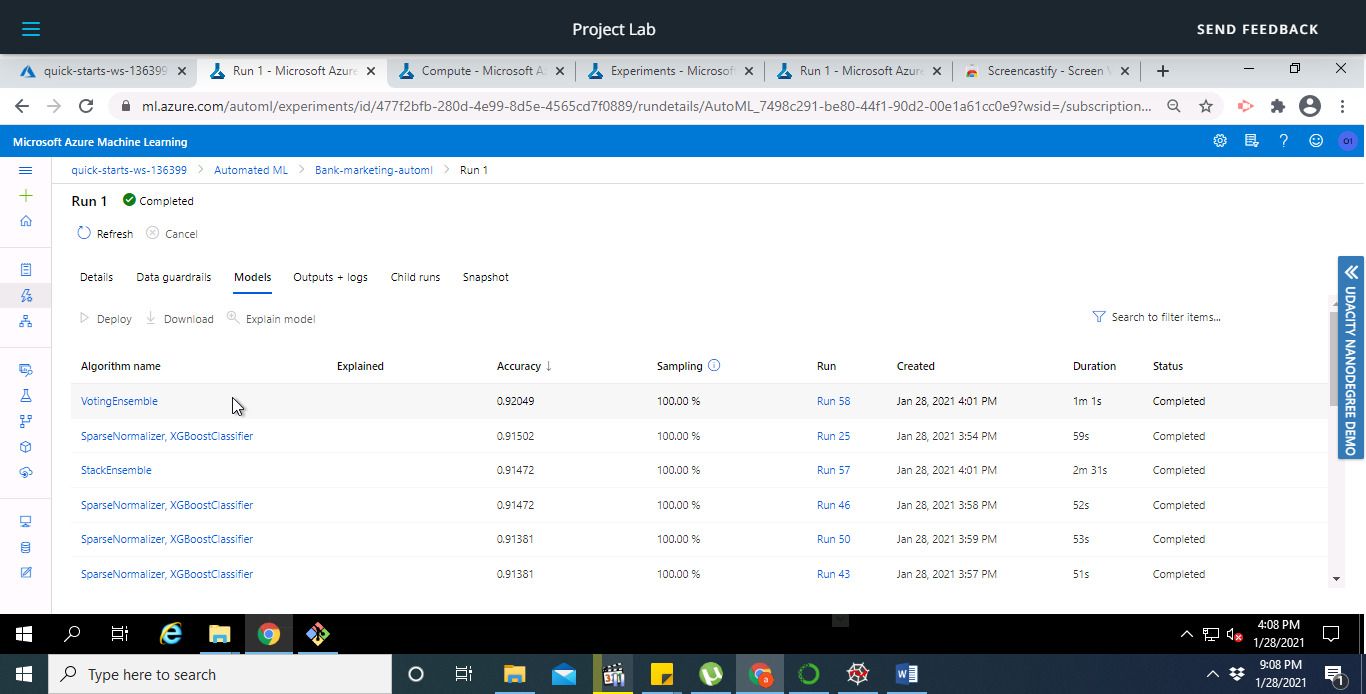 Project Lab
SEND FEEDBACK
quick-starts-ws-136399
Run 1 - Microsoft Azure
Compute - Microsoft A
Experiments - Microsof
Run 1 - Microsoft Azure
Screencastify - Screen
ml.azure.com/automl/experiments/id/477f2bfb-280d-4e99-8d5e-4565cd7f0889/rundetails/AutoML_7498c291-be80-44f1-90d2-00e1a61cc0e9?wsid=/subscription...
Microsoft Azure Machine Learning
quick-starts-ws-136399 > Automated ML > Bank-marketing-automl > Run 1
Run 1 Completed
Refresh Cancel
Details Data guardrails Models Outputs + logs Child runs Snapshot
Deploy Download Explain model Search to filter items...
Algorithm name Explained Accuracy ↓ Sampling Run Created Duration Status
VotingEnsemble 0.92049 100.00 % Run 58 Jan 28, 2021 4:01 PM 1m 1s Completed
SparseNormalizer, XGBoostClassifier 0.91502 100.00 % Run 25 Jan 28, 2021 3:54 PM 59s Completed
StackEnsemble 0.91472 100.00 % Run 57 Jan 28, 2021 4:01 PM 2m 31s Completed
SparseNormalizer, XGBoostClassifier 0.91472 100.00 % Run 46 Jan 28, 2021 3:58 PM 52s Completed
SparseNormalizer, XGBoostClassifier 0.91381 100.00 % Run 50 Jan 28, 2021 3:59 PM 53s Completed
SparseNormalizer, XGBoostClassifier 0.91381 100.00 % Run 43 Jan 28, 2021 3:57 PM 51s Completed
UDACITY NANODEGREE DEMO
4:08 PM
1/28/2021
Type here to search
9:08 PM
1/28/2021